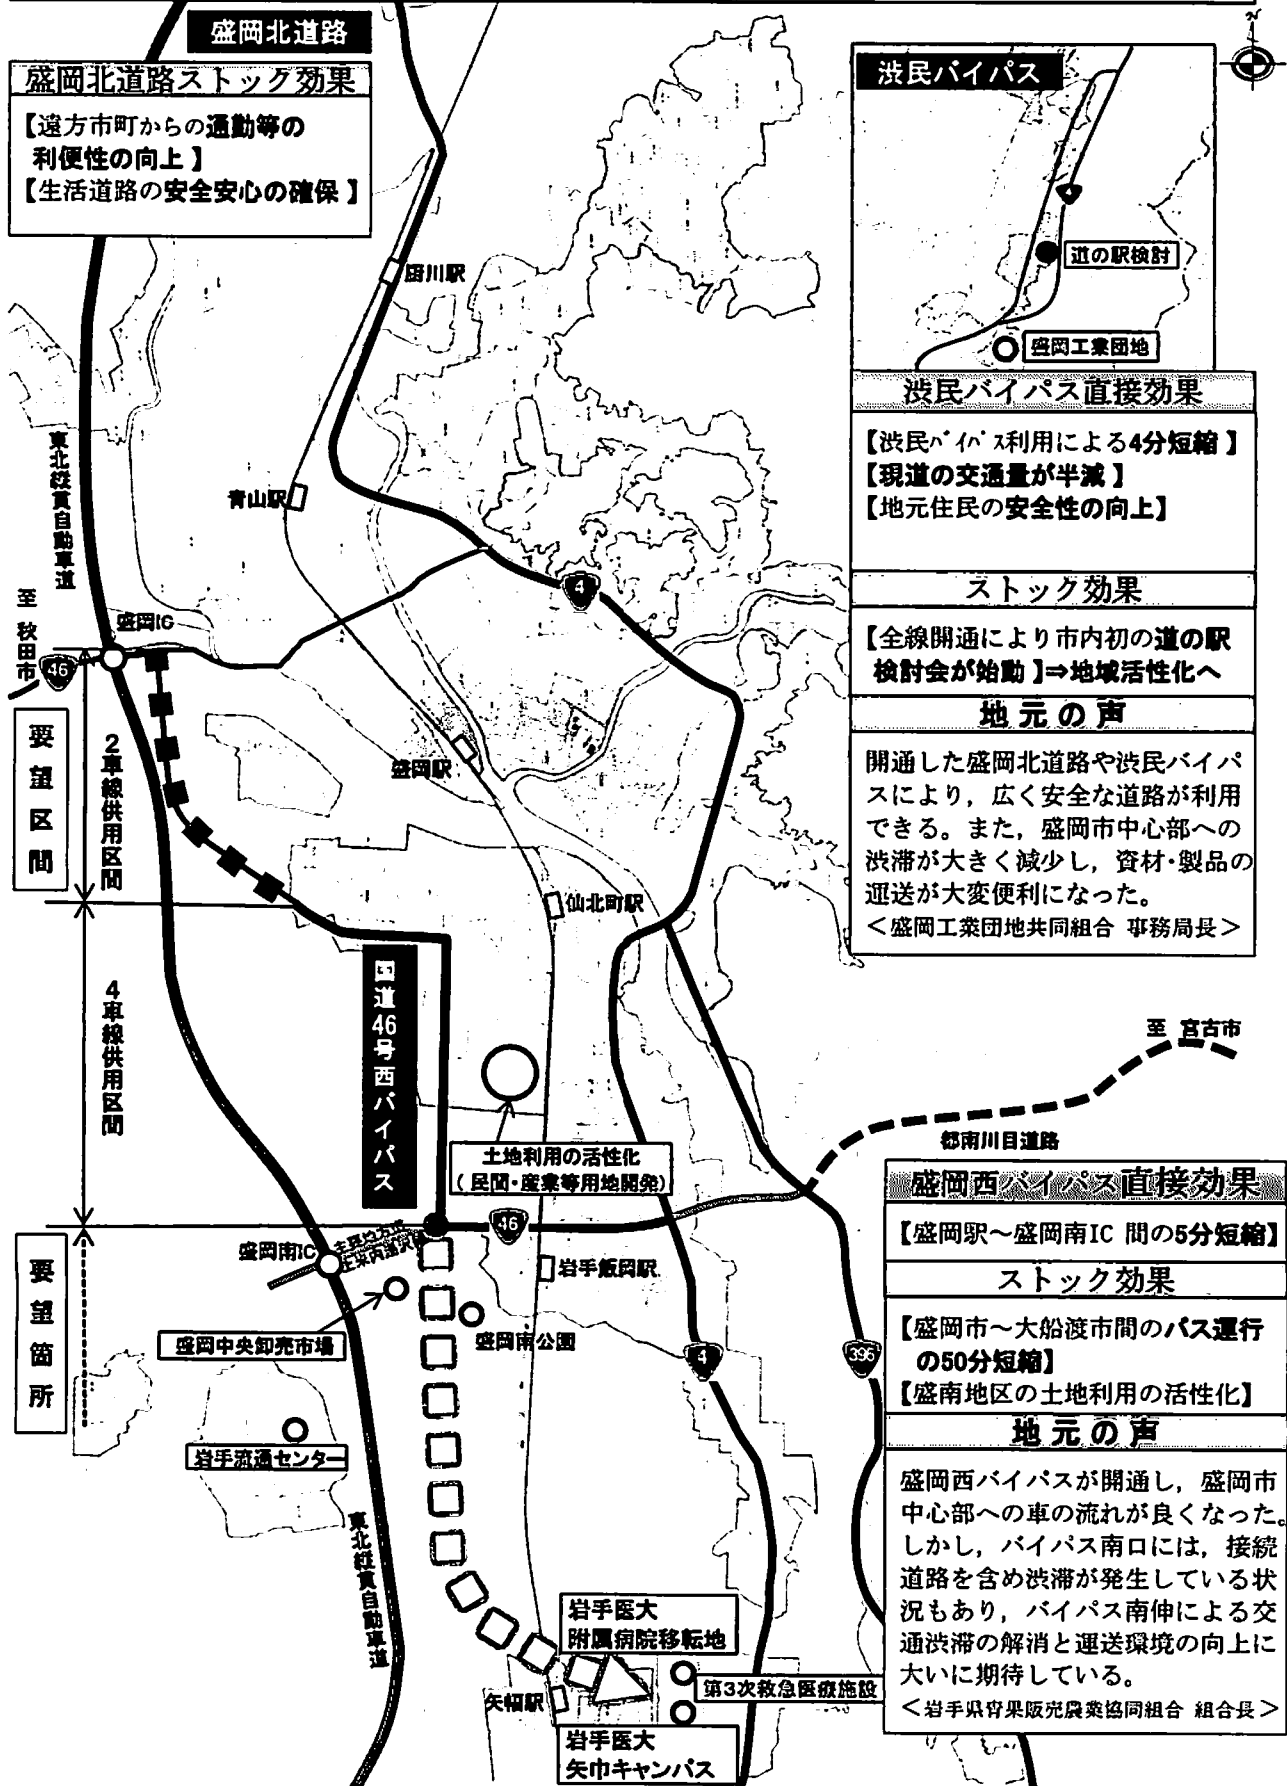 盛岡北道路
盛岡北道路ストック効果
【遠方市町からの通勤等の
利便性の向上】
【生活道路の安全安心の確保】
渋民バイパス
4
道の駅検討
盛岡工業団地
渋民バイパス直接効果
【渋民バイパス利用による4分短縮】
【現道の交通量が半減】
【地元住民の安全性の向上】
ストック効果
【全線開通により市内初の道の駅
検討会が始動】⇒地域活性化へ
地元の声
開通した盛岡北道路や渋民バイパ
スにより，広く安全な道路が利用
できる。また，盛岡市中心部への
渋滞が大きく減少し，資材・製品の
運送が大変便利になった。
＜盛岡工業団地共同組合 事務局長＞
厨川駅
青山駅
東北縦貫自動車道
至 秋田市
盛岡IC
46
4
盛岡駅
要望区間
2車線供用区間
仙北町駅
4車線供用区間
国道46号西バイパス
至 宮古市
都南川目道路
土地利用の活性化
（民間・産業等用地開発）
46
盛岡南IC
岩手飯岡駅
要望箇所
盛岡中央卸売市場
盛岡南公園
4
396
岩手流通センター
東北縦貫自動車道
盛岡西バイパス直接効果
【盛岡駅～盛岡南IC 間の5分短縮】
ストック効果
【盛岡市～大船渡市間のバス運行
の50分短縮】
【盛南地区の土地利用の活性化】
地元の声
盛岡西バイパスが開通し，盛岡市
中心部への車の流れが良くなった。
しかし，バイパス南口には，接続
道路を含め渋滞が発生している状
況もあり，バイパス南伸による交
通渋滞の解消と運送環境の向上に
大いに期待している。
＜岩手県青果販売農業協同組合 組合長＞
岩手医大
附属病院移転地
第3次救急医療施設
矢幅駅
岩手医大
矢巾キャンパス